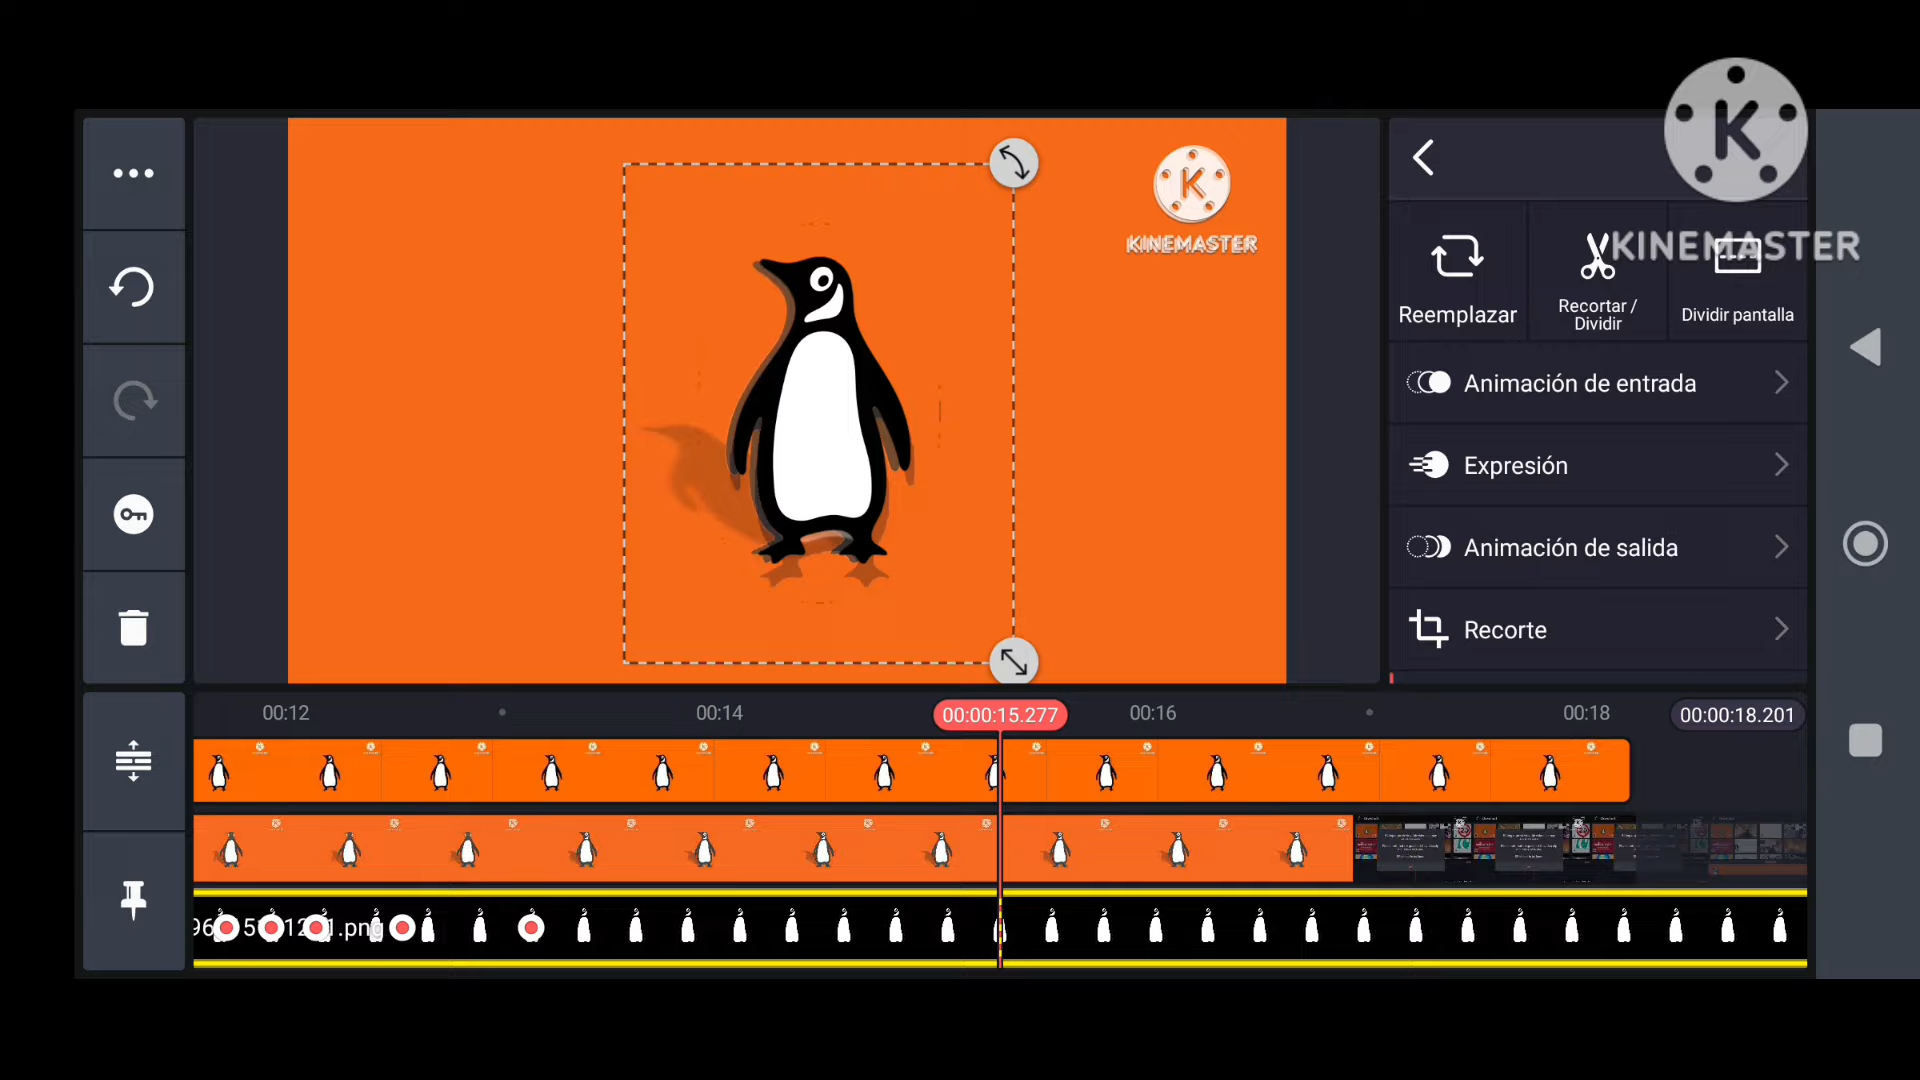 K
KINEMASTER
K
KINEMASTER
Reemplazar
Recortar /
Dividir
Dividir pantalla
Animación de entrada
Expresión
Animación de salida
Recorte
00:12
00:14
00:00:15.277
00:16
00:18
00:00:18.201
.png